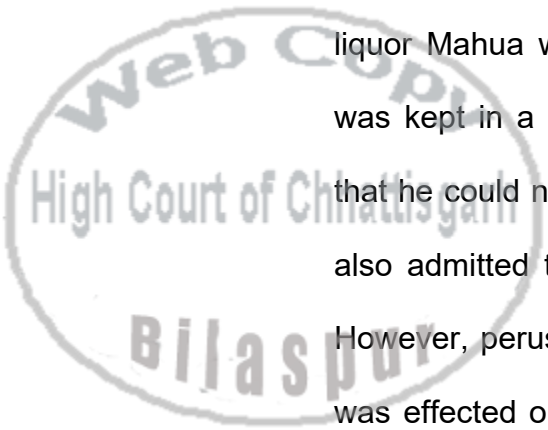 Web Copy
High Court of Chhattisgarh
Bilaspur
liquor Mahua
was kept in a
that he could
also admitted
However,
was effected